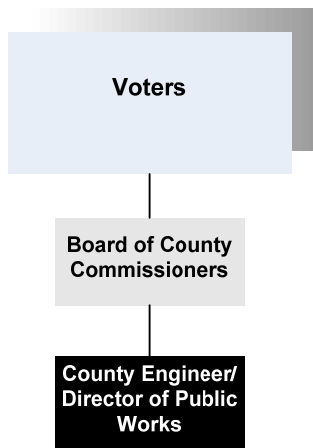 Voters
Board of County
Commissioners
County Engineer/
Director of Public
Works